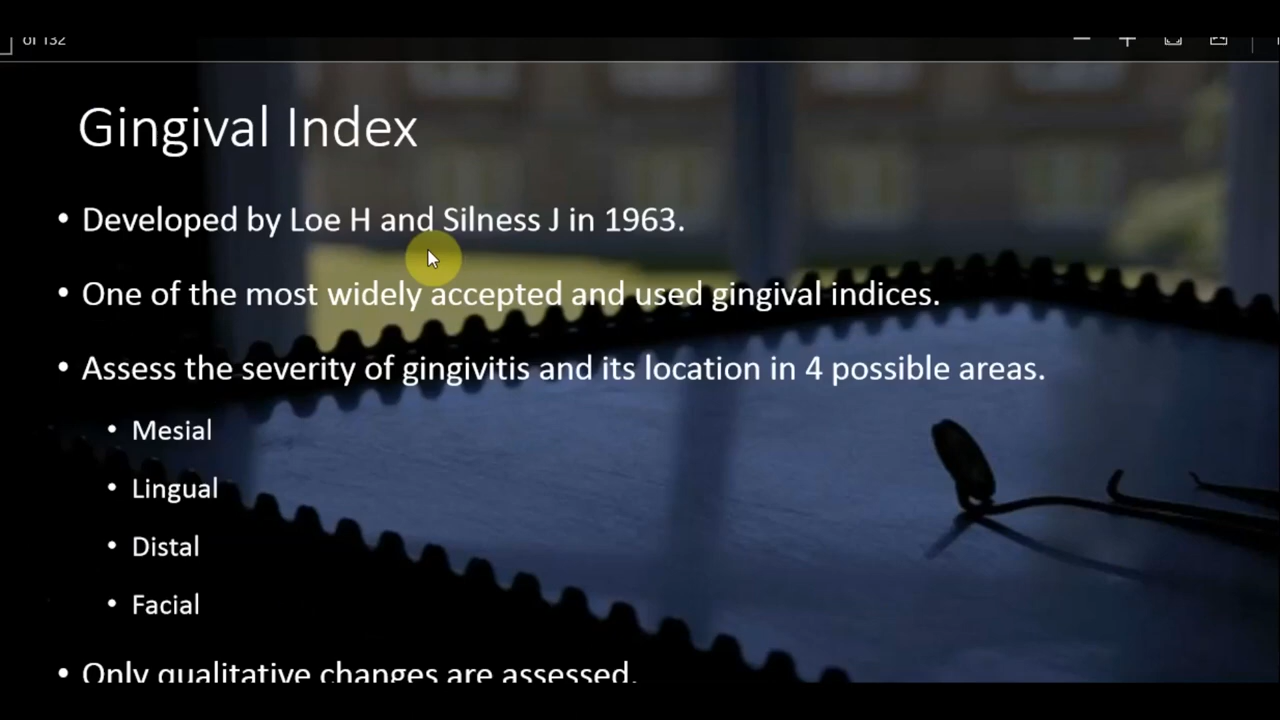 of 132
Gingival Index
• Developed by Loe H and Silness J in 1963.
• One of the most widely accepted and used gingival indices.
• Assess the severity of gingivitis and its location in 4 possible areas.
• Mesial
• Lingual
• Distal
• Facial
• Only qualitative changes are assessed.